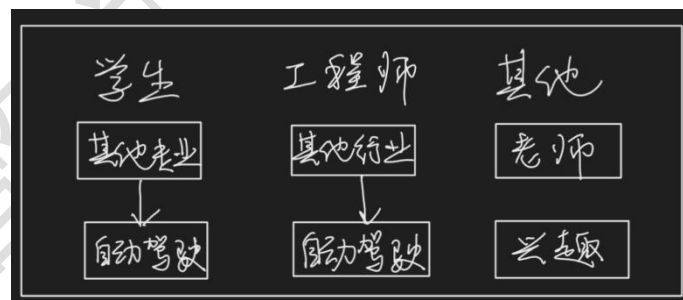 学生 工程师 其他
其他专业 其他行业 老师
自动驾驶 自动驾驶 兴趣